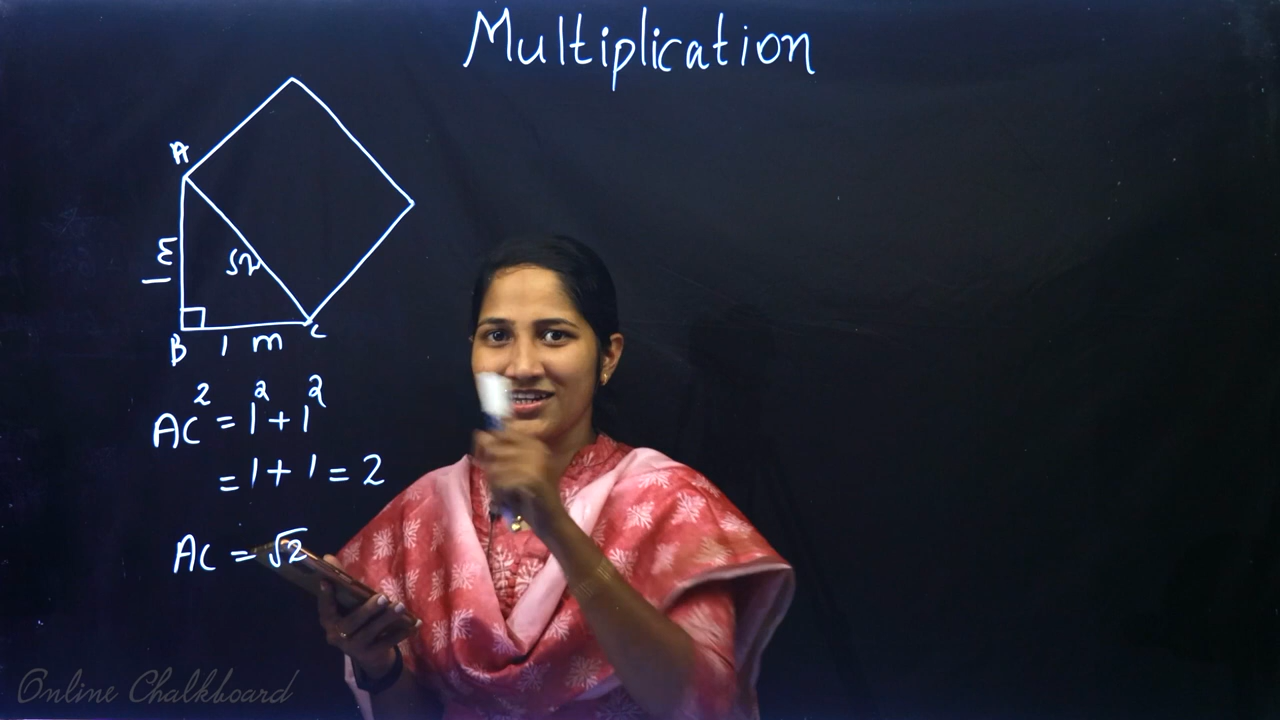 Multiplication
A
1 m
√2
B 1 m C
AC² = 1² + 1²
= 1 + 1 = 2
AC = √2
Online Chalkboard